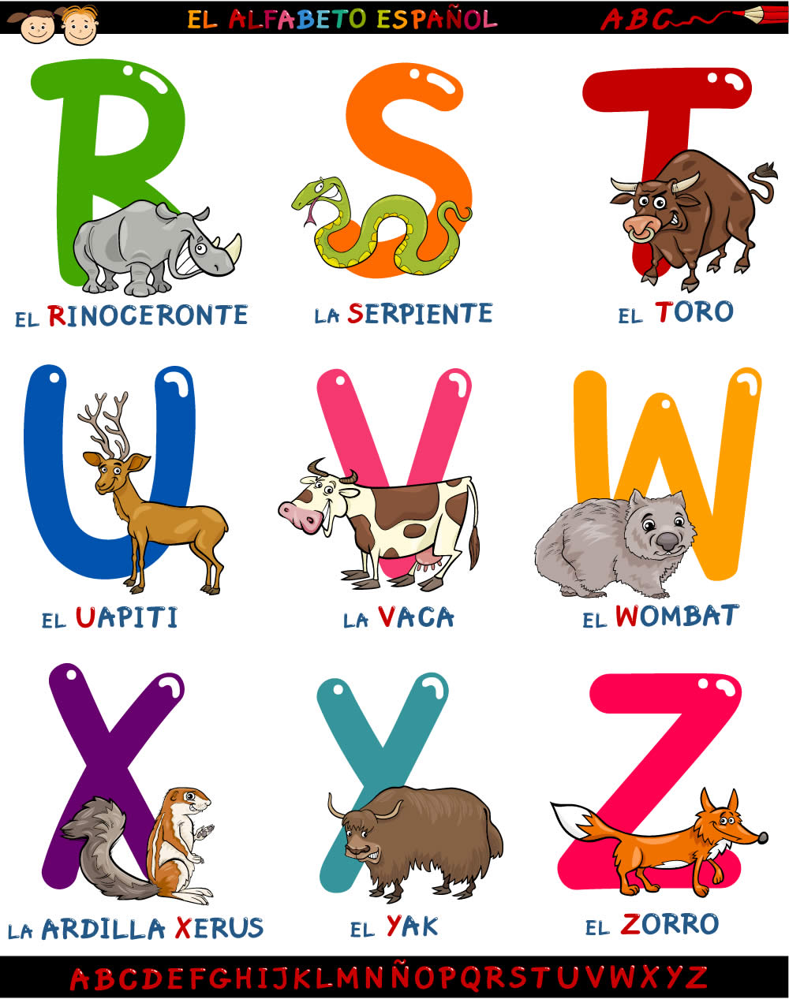 EL ALFABETO ESPAÑOL
ABC
R
S
T
EL RINOCERONTE
LA SERPIENTE
EL TORO
U
V
W
EL UAPITI
LA VACA
EL WOMBAT
X
Y
Z
LA ARDILLA XERUS
EL YAK
EL ZORRO
ABCDEFGHIJKLMNÑOPQRSTUVWXYZ